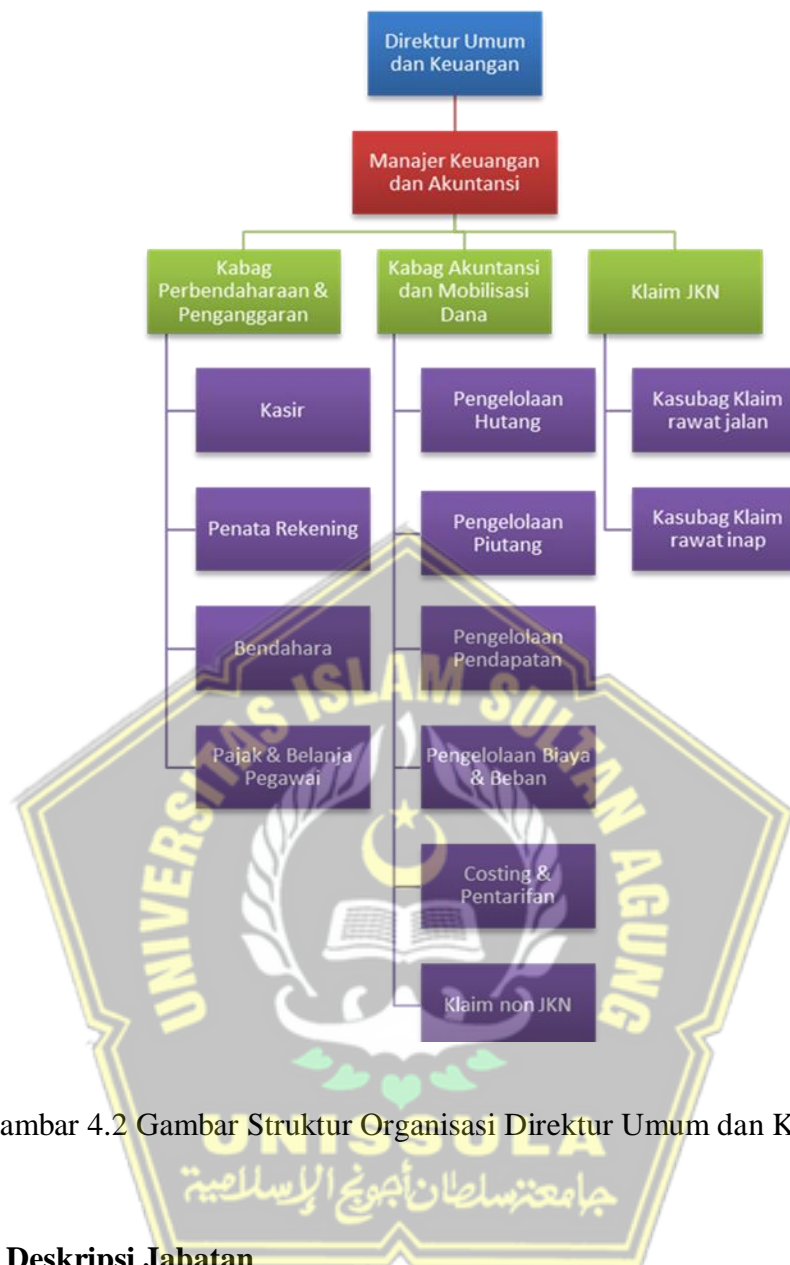 Direktur Umum
dan Keuangan
Manajer Keuangan
dan Akuntansi
Kabag
Perbendaharaan &
Penganggaran
Kabag Akuntansi
dan Mobilisasi
Dana
Klaim JKN
Kasir
Penata Rekening
Bendahara
Pajak & Belanja
Pegawai
Pengelolaan
Hutang
Pengelolaan
Piutang
Pengelolaan
Pendapatan
Pengelolaan Biaya
& Beban
Costing &
Pentarifan
Klaim non JKN
Kasubag Klaim
rawat jalan
Kasubag Klaim
rawat inap
UNIVERSITAS ISLAM SULTAN AGUNG
ambar 4.2 Gambar Struktur Organisasi Direktur Umum dan K
UNISSULA
جامعنسلطان أجونج الإسلامية
Deskripsi Jabatan